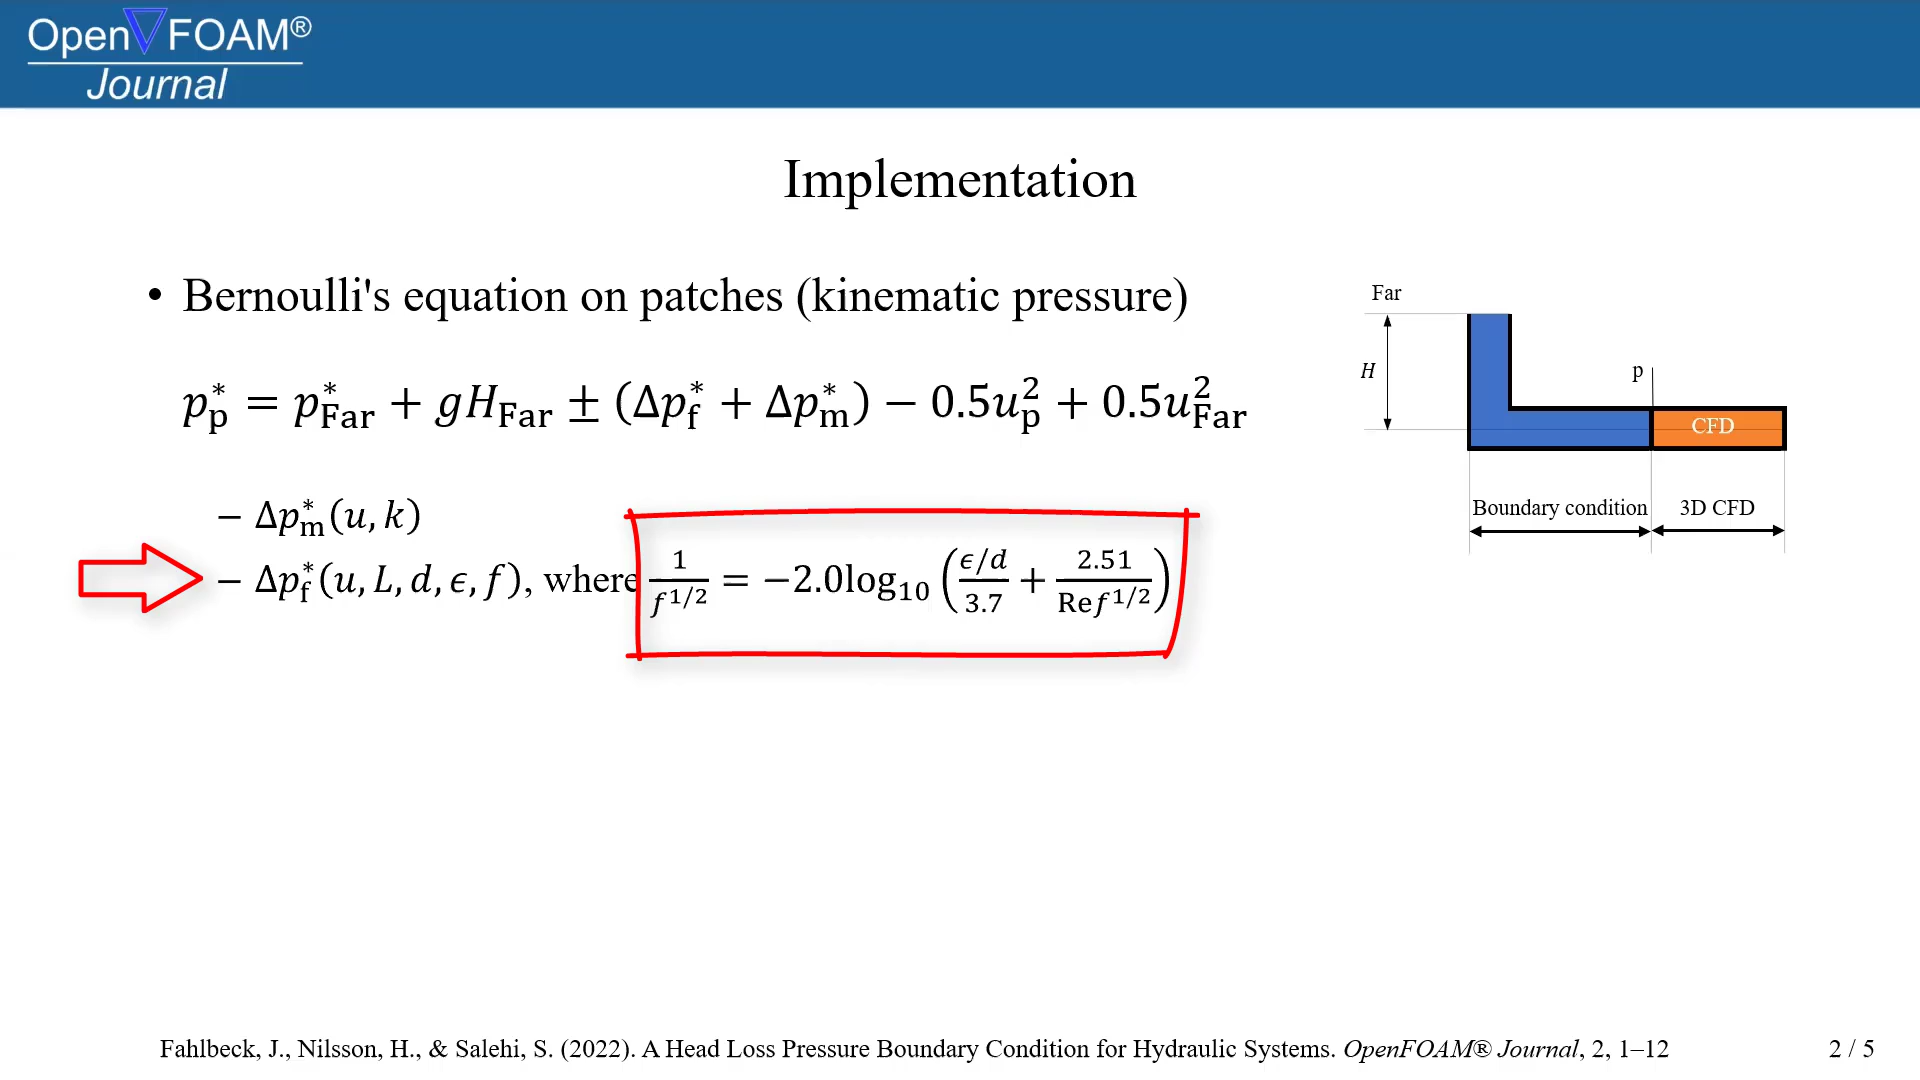 OpenFOAM®
Journal
Implementation
• Bernoulli's equation on patches (kinematic pressure)
p*ₚ = p*_Far + gH_Far ± (Δp*_f + Δp*_m) − 0.5u²_p + 0.5u²_Far
− Δp*_m(u, k)
− Δp*_f(u, L, d, ϵ, f), where 1/f^{1/2} = −2.0log₁₀((ϵ/d)/3.7 + 2.51/(Re f^{1/2}))
Far
H
p
CFD
Boundary condition
3D CFD
Fahlbeck, J., Nilsson, H., & Salehi, S. (2022). A Head Loss Pressure Boundary Condition for Hydraulic Systems. OpenFOAM® Journal, 2, 1–12
2 / 5